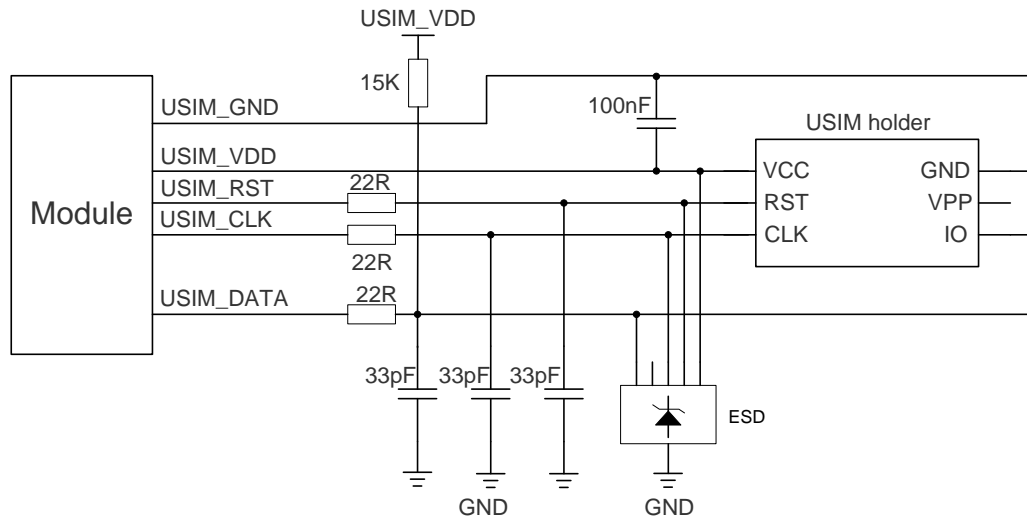 USIM_VDD
15K
USIM_GND
100nF
USIM holder
USIM_VDD
VCC
GND
USIM_RST
22R
RST
VPP
Module
USIM_CLK
CLK
IO
22R
USIM_DATA
22R
33pF
33pF
33pF
ESD
GND
GND